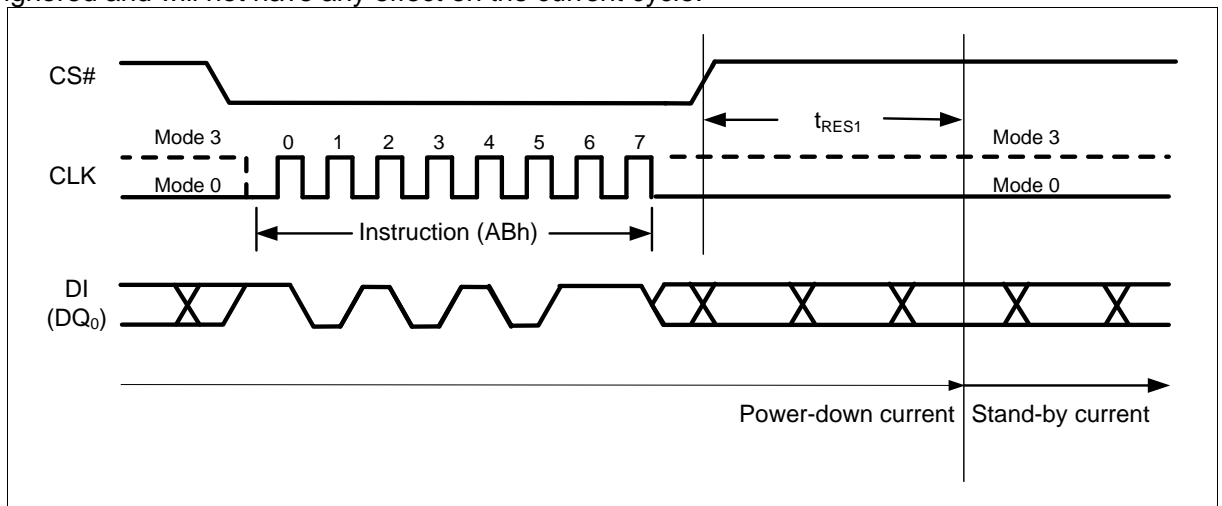 ignored and will not have any effect on the current cycle.
CS#
tRES1
Mode 3 0 1 2 3 4 5 6 7 Mode 3
CLK
Mode 0 Mode 0
Instruction (ABh)
DI
(DQ0)
Power-down current Stand-by current